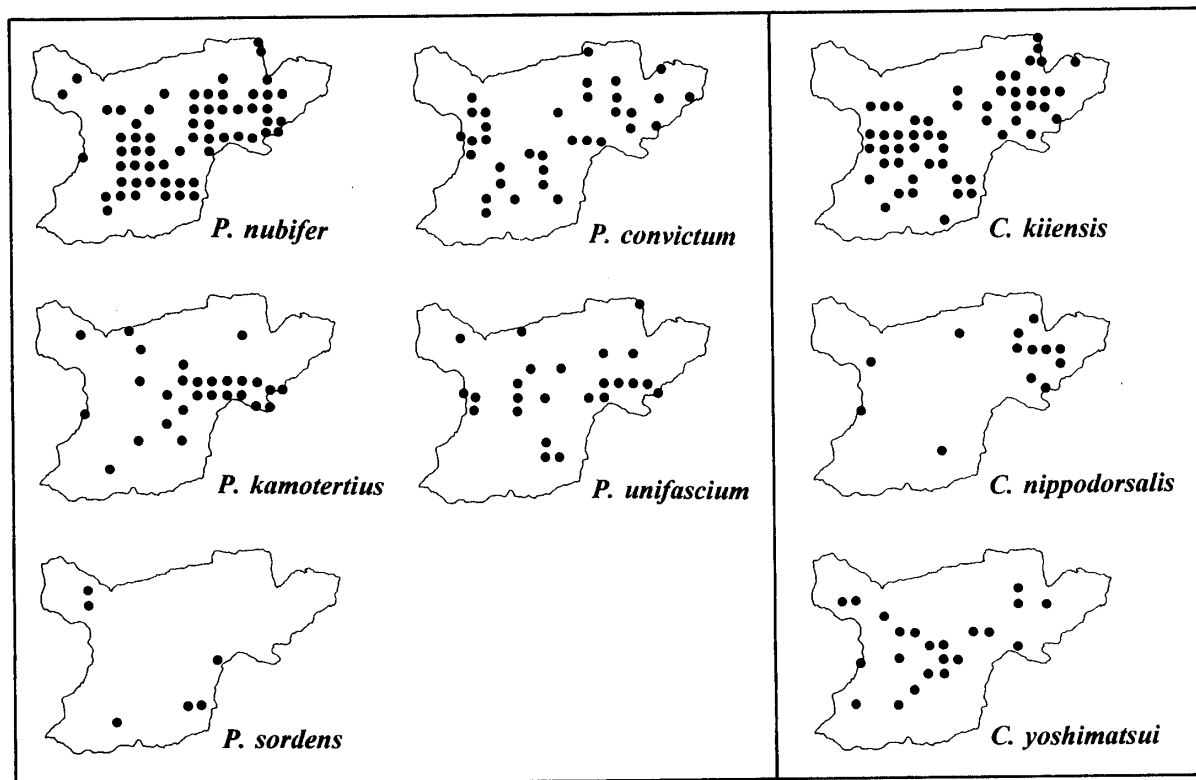 P. nubifer
P. convictum
C. kiiensis
P. kamotertius
P. unifascium
C. nippodorsalis
P. sordens
C. yoshimatsui